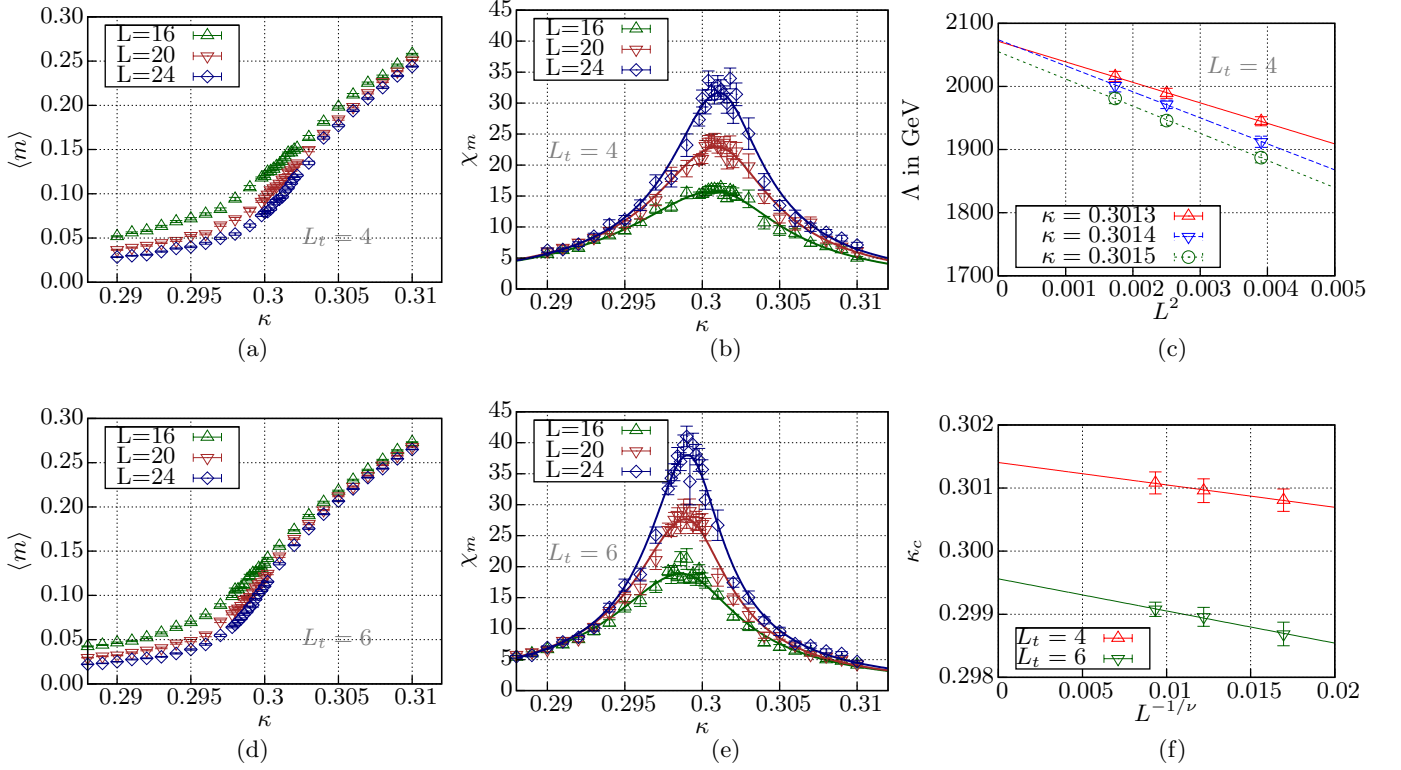 0.30
0.25
0.20
0.15
0.10
0.05
0.00
⟨m⟩
L=16
L=20
L=24
L_t = 4
0.29 0.295 0.3 0.305 0.31
κ
(a)
45
40
35
30
25
20
15
10
5
0
χ_m
L=16
L=20
L=24
L_t = 4
0.29 0.295 0.3 0.305 0.31
κ
(b)
2100
2000
1900
1800
1700
Λ in GeV
L_t = 4
κ = 0.3013
κ = 0.3014
κ = 0.3015
0 0.001 0.002 0.003 0.004 0.005
L^2
(c)
0.30
0.25
0.20
0.15
0.10
0.05
0.00
⟨m⟩
L=16
L=20
L=24
L_t = 6
0.29 0.295 0.3 0.305 0.31
κ
(d)
45
40
35
30
25
20
15
10
5
0
χ_m
L=16
L=20
L=24
L_t = 6
0.29 0.295 0.3 0.305 0.31
κ
(e)
0.302
0.301
0.300
0.299
0.298
κ_c
L_t = 4
L_t = 6
0 0.005 0.01 0.015 0.02
L^{-1/ν}
(f)